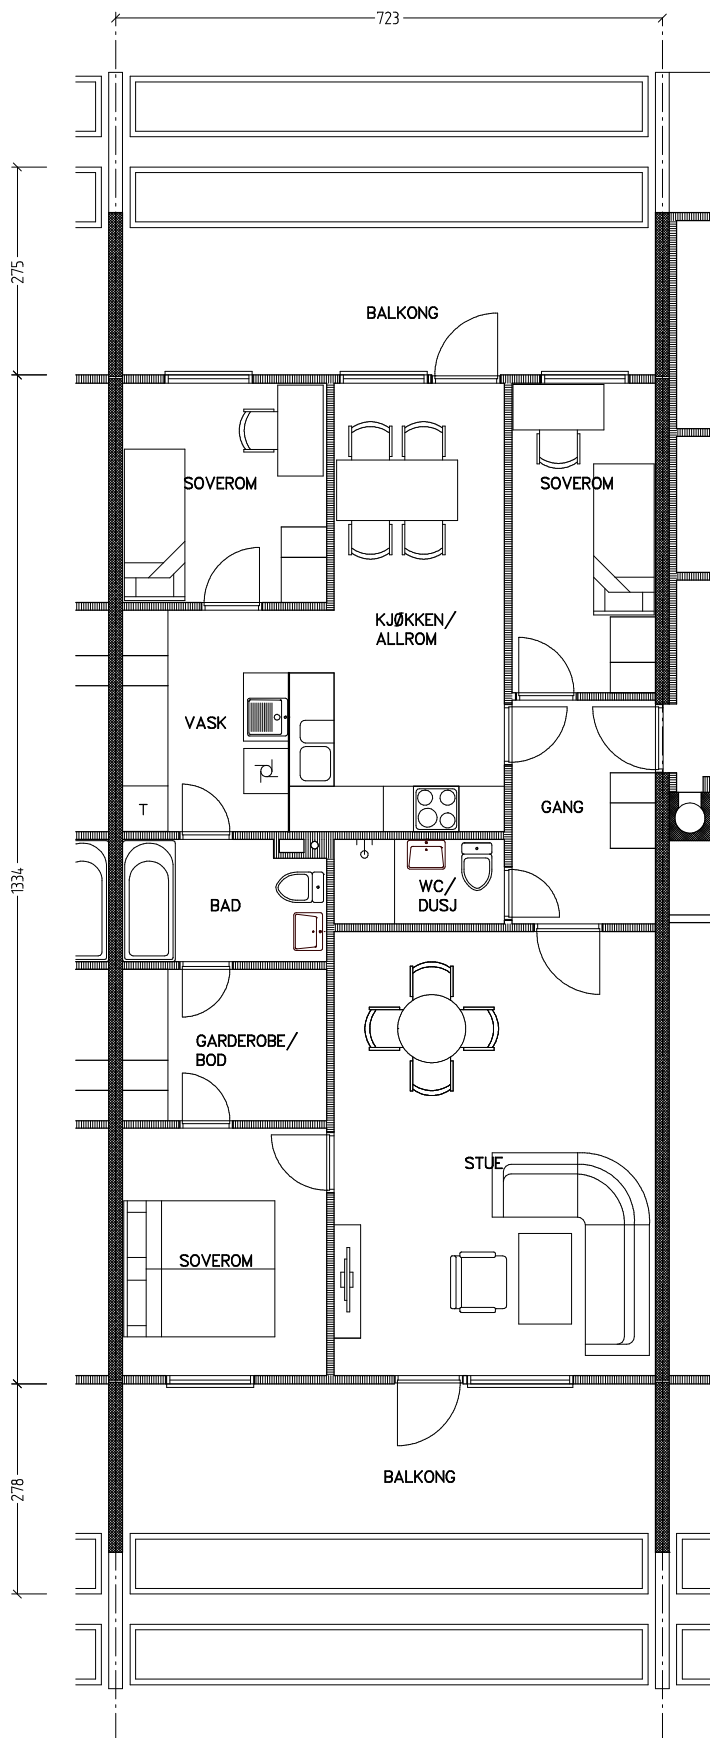 723
275
BALKONG
SOVEROM
SOVEROM
KJØKKEN/
ALLROM
VASK
T
GANG
1334
WC/
DUSJ
BAD
GARDEROBE/
BOD
STUE
SOVEROM
278
BALKONG